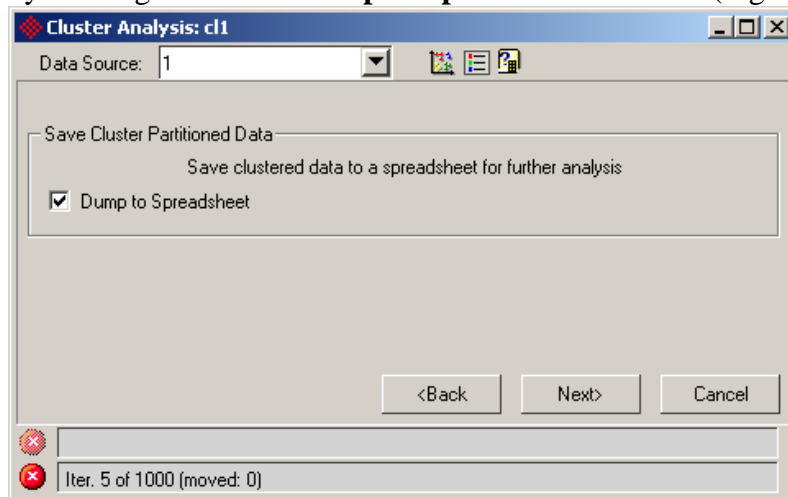 Cluster Analysis: cl1
Data Source: 1
Save Cluster Partitioned Data
Save clustered data to a spreadsheet for further analysis
Dump to Spreadsheet
<Back Next> Cancel
Iter. 5 of 1000 (moved: 0)